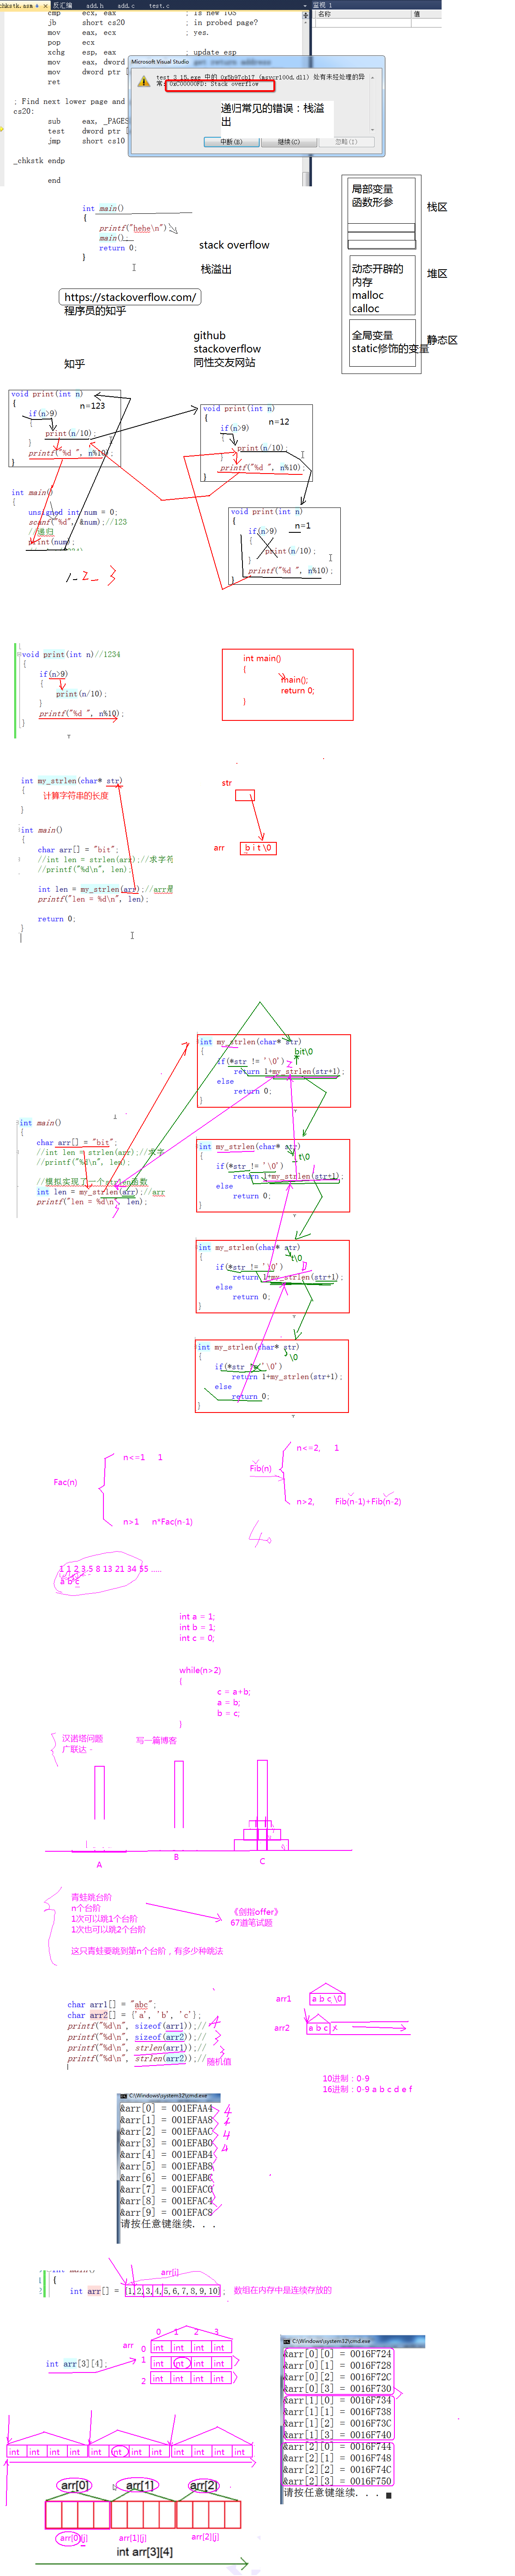 chkstk.asm 反汇编 add.h add.c test.c
监视 1
名称 值
cmp ecx, eax ; Is new TOS
jb short cs20 ; in probed page?
mov eax, ecx ; yes.
pop ecx
xchg esp, eax ; update esp
mov eax, dword
mov dword ptr [
ret
; Find next lower page and
cs20:
sub eax, _PAGES
test dword ptr [
jmp short cs10
_chkstk endp
end
Microsoft Visual Studio
test_3_15.exe 中的
处有未经处理的异
常: 0xC00000FD: Stack overflow
递归常见的错误：栈溢
出
中断(B) 继续(C) 忽略(I)
局部变量
函数形参
栈区
动态开辟的
内存
malloc
calloc
堆区
全局变量
static修饰的变量
静态区
int main()
{
printf("hehe\n")
main();
return 0;
}
stack overflow
栈溢出
https://stackoverflow.com/
程序员的知乎
github
stackoverflow
同性交友网站
知乎
void print(int n)
{
n=123
if(n>9)
{
print(n/10);
}
printf("%d ", n%10);
}
void print(int n)
{
n=12
if(n>9)
{
print(n/10);
}
printf("%d ", n%10);
}
int main()
{
unsigned int num = 0;
scanf("%d", &num);//123
//递归
print(num);
void print(int n)
{
n=1
if(n>9)
{
print(n/10);
}
printf("%d ", n%10);
}
1 2 3
void print(int n)//1234
{
if(n>9)
{
print(n/10);
}
printf("%d ", n%10);
}
int main()
{
main();
return 0;
}
int my_strlen(char* str)
{
计算字符串的长度
}
str
arr b i t \0
int main()
{
char arr[] = "bit";
//int len = strlen(arr);//求字符
//printf("%d\n", len);
int len = my_strlen(arr);//arr是
printf("len = %d\n", len);
return 0;
}
int my_strlen(char* str)
{
bit\0
if(*str != '\0')
return 1+my_strlen(str+1);
else
return 0;
}
int main()
{
char arr[] = "bit";
//int len = strlen(arr);//求字
//printf("%d\n", len);
//模拟实现了一个strlen函数
int len = my_strlen(arr);//arr
printf("len = %d\n", len);
int my_strlen(char* str)
{
if(*str != '\0')
return 1+my_strlen(str+1);
else
return 0;
}
int my_strlen(char* str)
{
t\0
if(*str != '\0')
return 1+my_strlen(str+1);
else
return 0;
}
int my_strlen(char* str)
{
\0
if(*str != '\0')
return 1+my_strlen(str+1);
else
return 0;
}
Fac(n)
n<=1 1
n>1 n*Fac(n-1)
Fib(n)
n<=2, 1
n>2, Fib(n-1)+Fib(n-2)
40
1 1 2 3 5 8 13 21 34 55 .....
a b c
int a = 1;
int b = 1;
int c = 0;
while(n>2)
{
c = a+b;
a = b;
b = c;
}
汉诺塔问题
广联达
写一篇博客
A B C
青蛙跳台阶
n个台阶
1次可以跳1个台阶
1次也可以跳2个台阶
这只青蛙要跳到第n个台阶，有多少种跳法
《剑指offer》
67道笔试题
char arr1[] = "abc";
char arr2[] = {'a', 'b', 'c'};
printf("%d\n", sizeof(arr1));// 4
printf("%d\n", sizeof(arr2));//
printf("%d\n", strlen(arr1));// 3
printf("%d\n", strlen(arr2));//随机值
arr1 a b c \0
arr2 a b c
10进制：0-9
16进制：0-9 a b c d e f
C:\Windows\system32\cmd.exe
&arr[0] = 001EFAA4
&arr[1] = 001EFAA8
&arr[2] = 001EFAAC
&arr[3] = 001EFAB0
&arr[4] = 001EFAB4
&arr[5] = 001EFAB8
&arr[6] = 001EFABC
&arr[7] = 001EFAC0
&arr[8] = 001EFAC4
&arr[9] = 001EFAC8
请按任意键继续. . .
4
4
4
arr[i]
{
int arr[] = {1,2,3,4,5,6,7,8,9,10};
数组在内存中是连续存放的
0 1 2 3
arr 0 int int int int
int arr[3][4];
1 int int int int
2 int int int int
C:\Windows\system32\cmd.exe
&arr[0][0] = 0016F724
&arr[0][1] = 0016F728
&arr[0][2] = 0016F72C
&arr[0][3] = 0016F730
&arr[1][0] = 0016F734
&arr[1][1] = 0016F738
&arr[1][2] = 0016F73C
&arr[1][3] = 0016F740
&arr[2][0] = 0016F744
&arr[2][1] = 0016F748
&arr[2][2] = 0016F74C
&arr[2][3] = 0016F750
请按任意键继续. . .
int int int int int int int int int int int int
arr[0] arr[1] arr[2]
arr[0][j] arr[1][j] arr[2][j]
int arr[3][4]